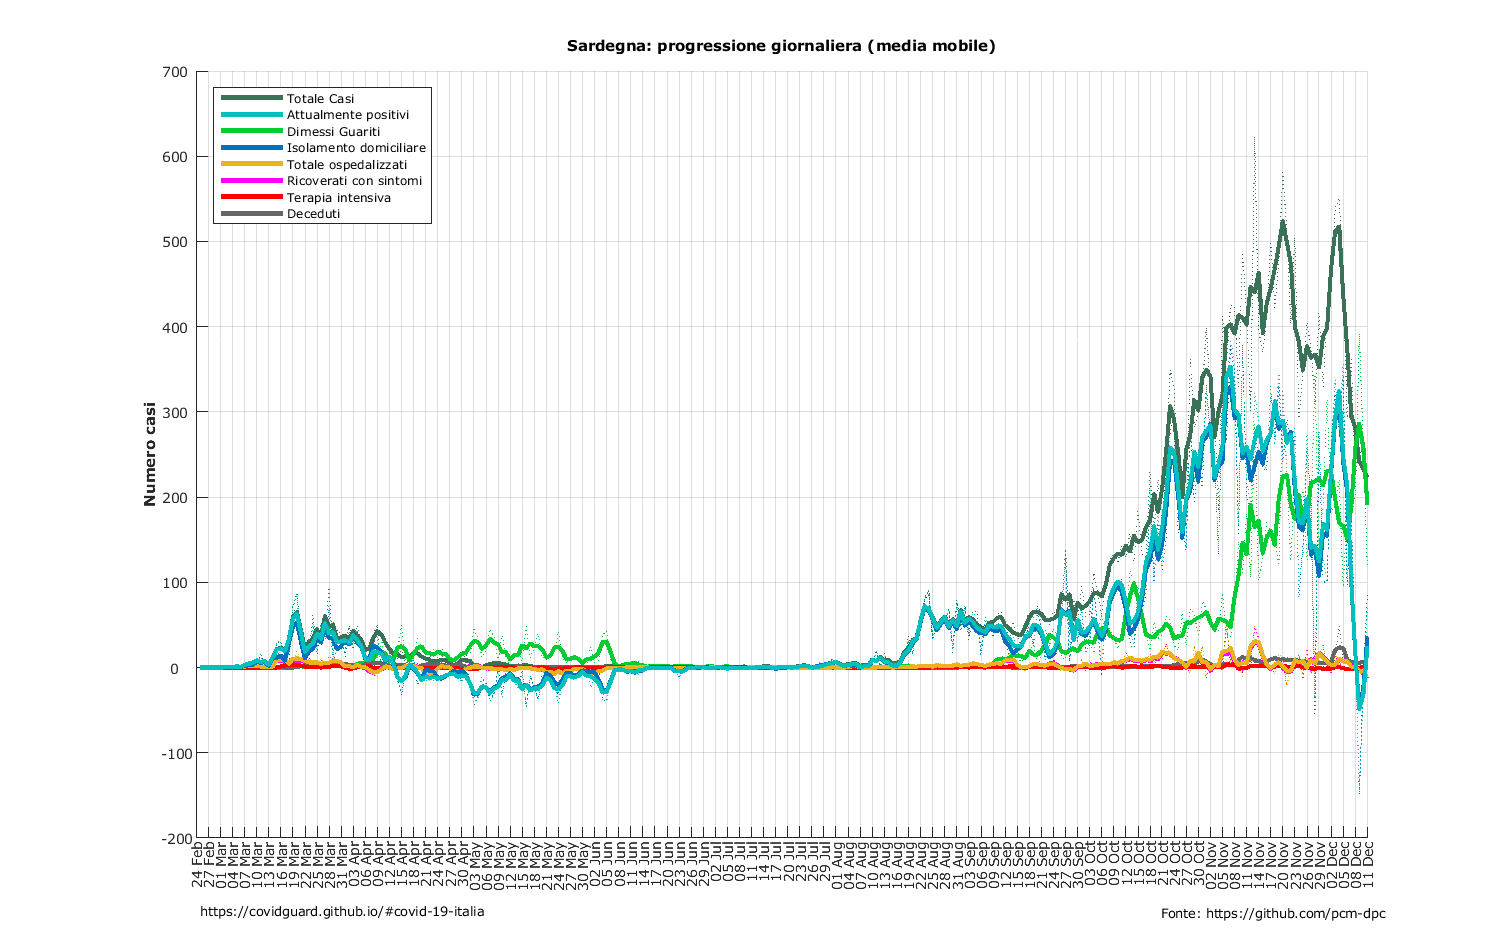 Sardegna: progressione giornaliera (media mobile)
700
600
500
400
300
200
100
0
-100
-200
Numero casi
Totale Casi
Attualmente positivi
Dimessi Guariti
Isolamento domiciliare
Totale ospedalizzati
Ricoverati con sintomi
Terapia intensiva
Deceduti
24 Feb
27 Feb
01 Mar
04 Mar
07 Mar
10 Mar
13 Mar
16 Mar
19 Mar
22 Mar
25 Mar
28 Mar
31 Mar
03 Apr
06 Apr
09 Apr
12 Apr
15 Apr
18 Apr
21 Apr
24 Apr
27 Apr
30 Apr
03 May
06 May
09 May
12 May
15 May
18 May
21 May
24 May
27 May
30 May
02 Jun
05 Jun
08 Jun
11 Jun
14 Jun
17 Jun
20 Jun
23 Jun
26 Jun
29 Jun
02 Jul
05 Jul
08 Jul
11 Jul
14 Jul
17 Jul
20 Jul
23 Jul
26 Jul
29 Jul
01 Aug
04 Aug
07 Aug
10 Aug
13 Aug
16 Aug
19 Aug
22 Aug
25 Aug
28 Aug
31 Aug
03 Sep
06 Sep
09 Sep
12 Sep
15 Sep
18 Sep
21 Sep
24 Sep
27 Sep
30 Sep
03 Oct
06 Oct
09 Oct
12 Oct
15 Oct
18 Oct
21 Oct
24 Oct
27 Oct
30 Oct
02 Nov
05 Nov
08 Nov
11 Nov
14 Nov
17 Nov
20 Nov
23 Nov
26 Nov
29 Nov
02 Dec
05 Dec
08 Dec
11 Dec
https://covidguard.github.io/#covid-19-italia
Fonte: https://github.com/pcm-dpc